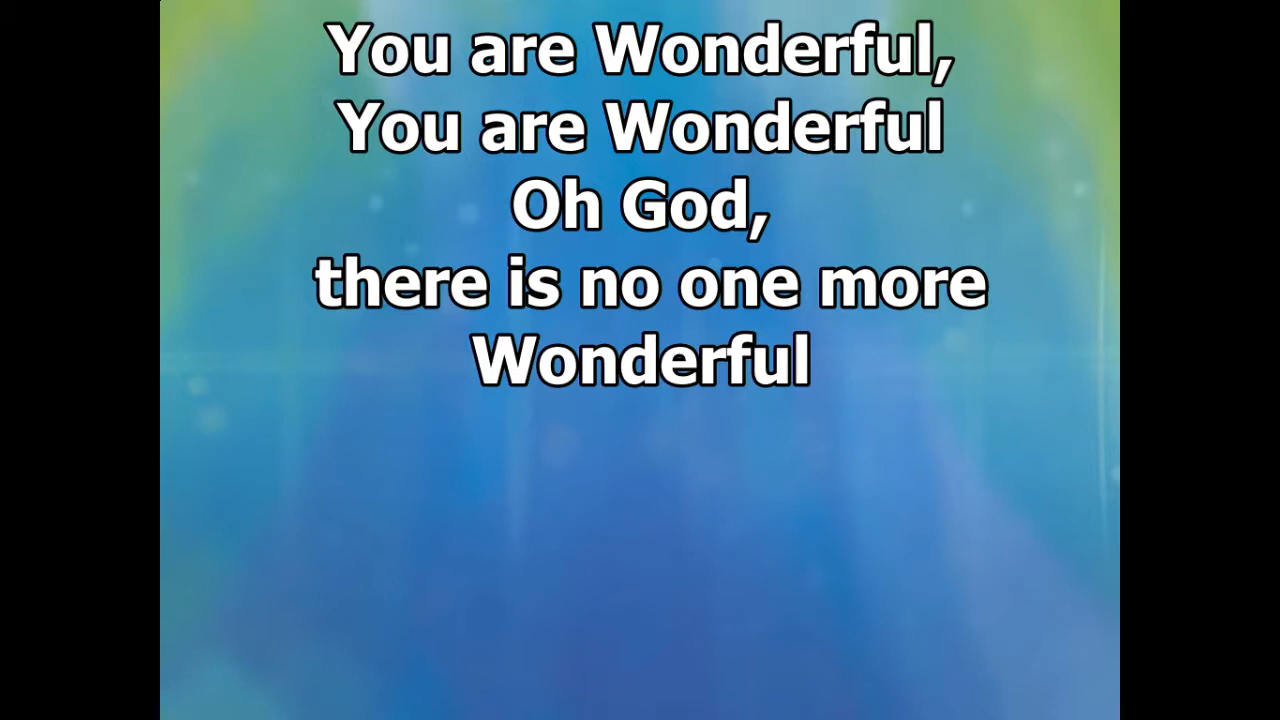 You are Wonderful,
You are Wonderful
Oh God,
there is no one more
Wonderful